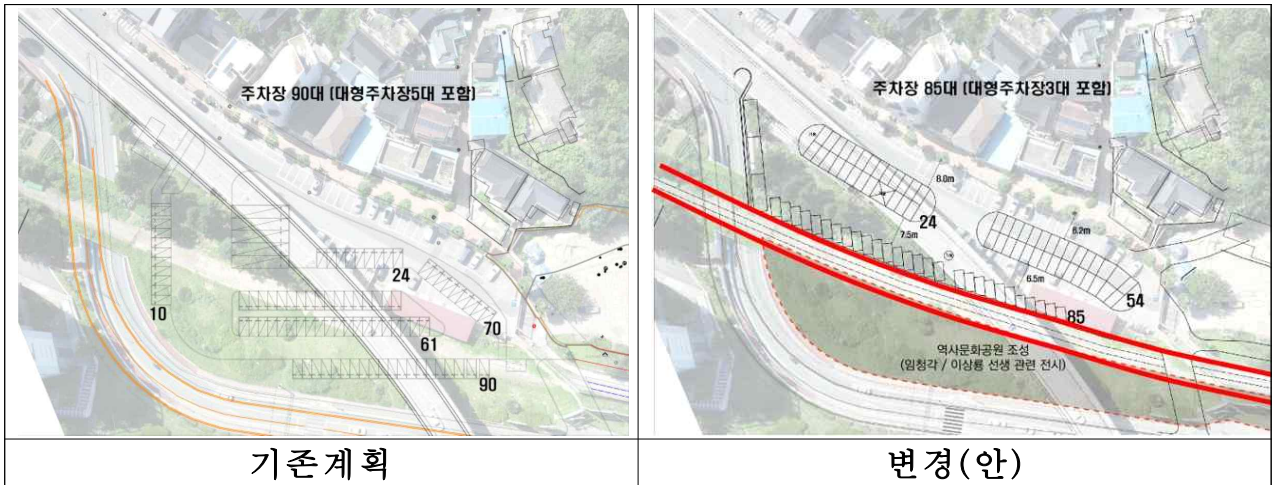 주차장 90대 (대형주차장5대 포함)
24
10
70
61
90
기존계획
주차장 85대 (대형주차장3대 포함)
8.0m
24
7.5m
6.2m
6.5m
54
85
역사문화공원 조성
(임청각 / 이상룡 선생 관련 전시)
변경(안)